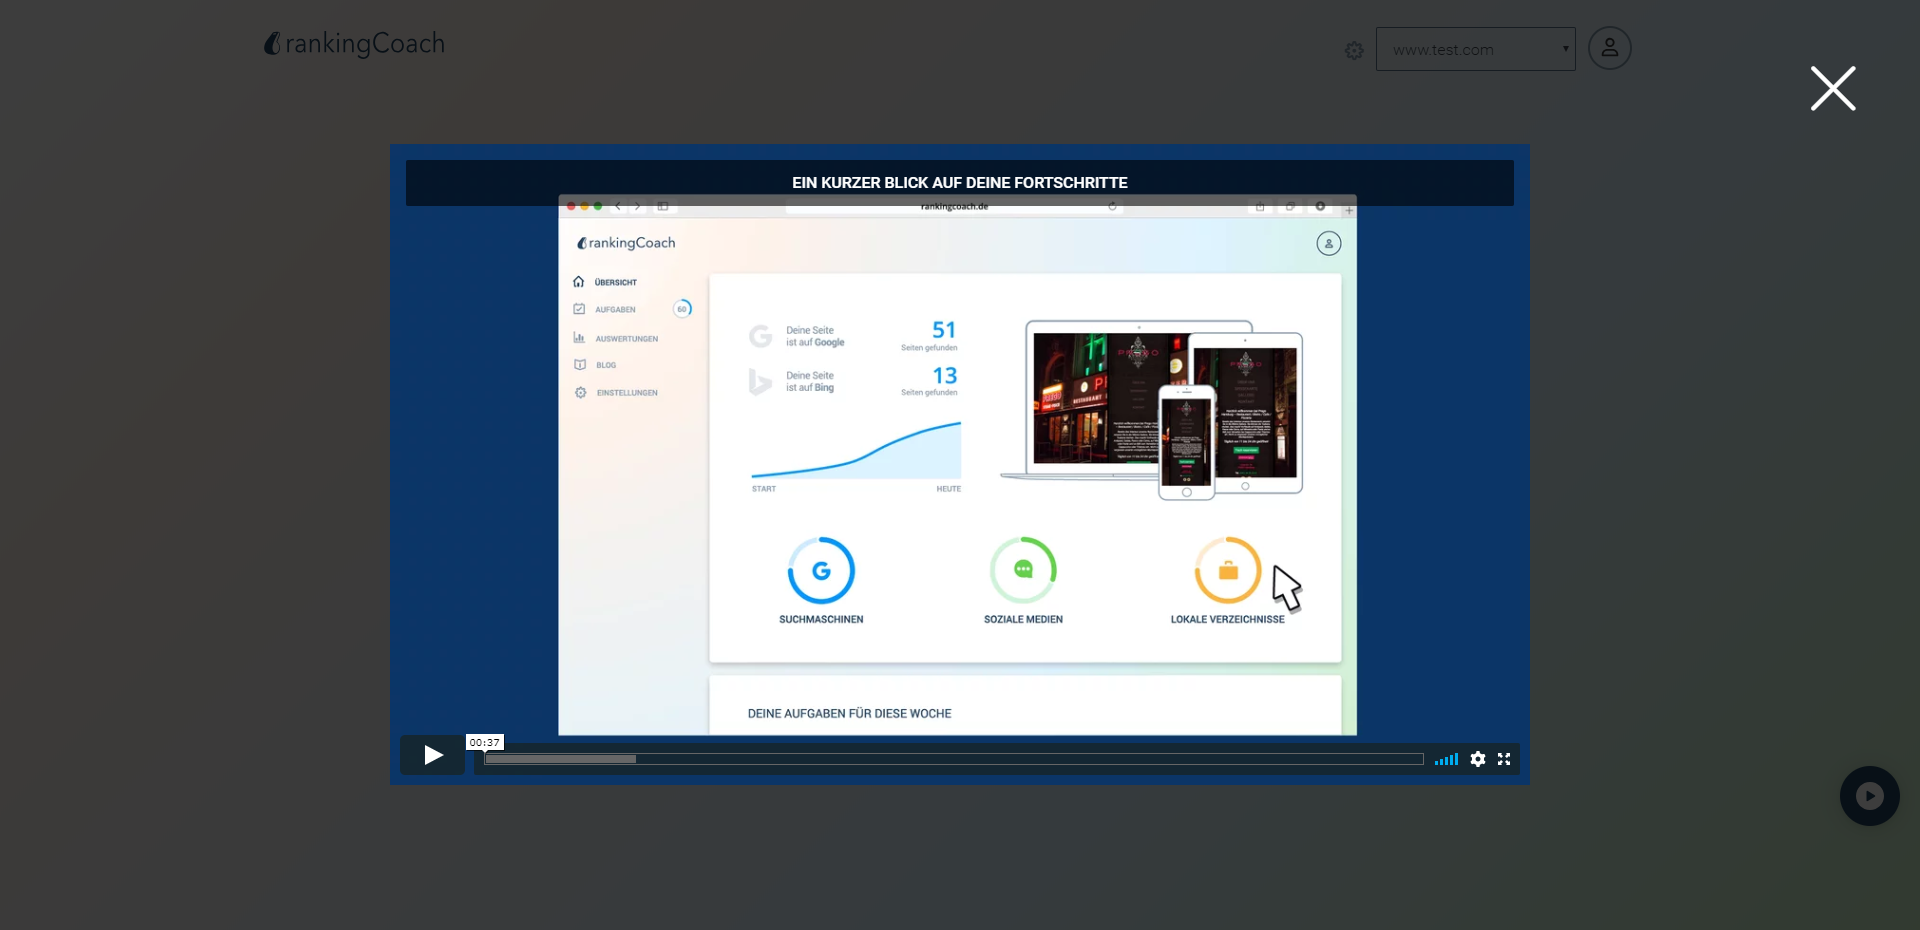 rankingCoach
www.test.com
EIN KURZER BLICK AUF DEINE FORTSCHRITTE
rankingcoach.de
rankingCoach
ÜBERSICHT
AUFGABEN
60
AUSWERTUNGEN
BLOG
EINSTELLUNGEN
Deine Seite
ist auf Google
51
Seiten gefunden
Deine Seite
ist auf Bing
13
Seiten gefunden
START
HEUTE
SUCHMASCHINEN
SOZIALE MEDIEN
LOKALE VERZEICHNISSE
DEINE AUFGABEN FÜR DIESE WOCHE
00:37